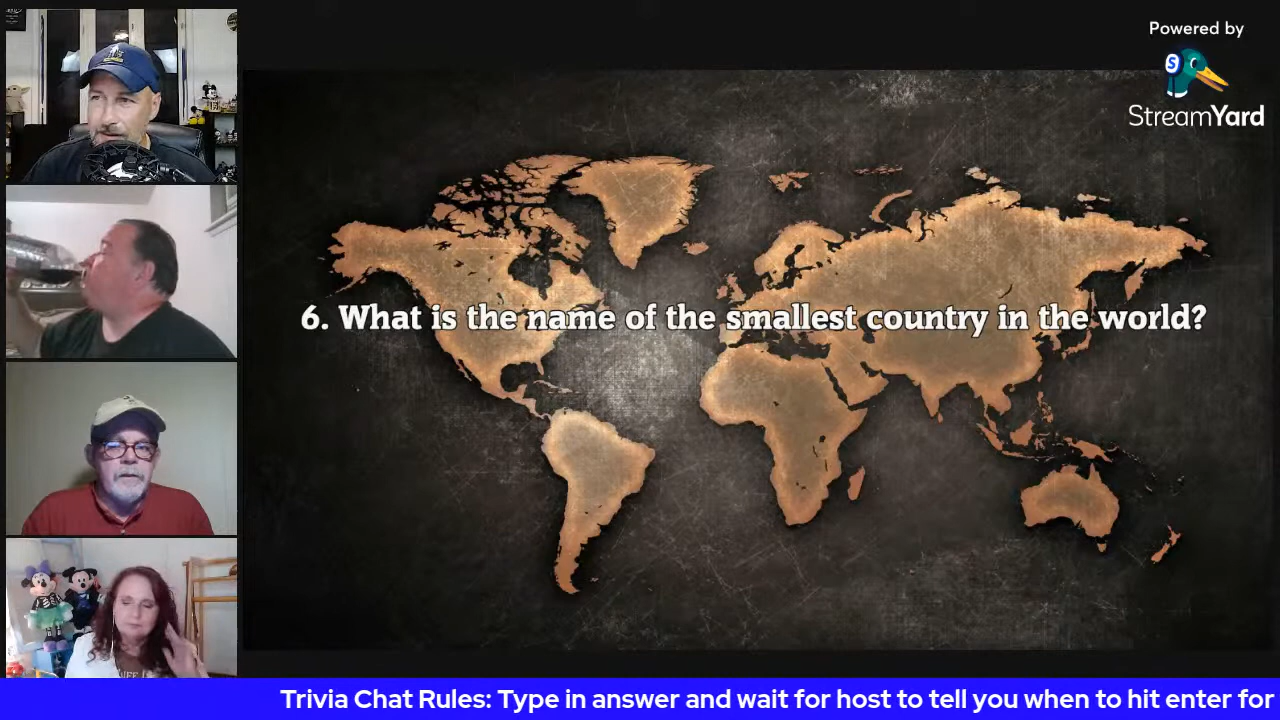 Powered by
StreamYard
6. What is the name of the smallest country in the world?
Trivia Chat Rules: Type in answer and wait for host to tell you when to hit enter for